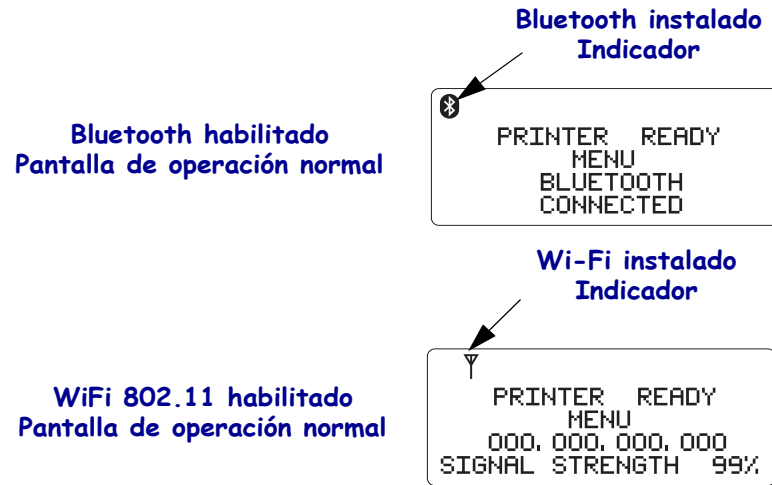 Bluetooth instalado
Indicador
Bluetooth habilitado
Pantalla de operación normal
PRINTER READY
MENU
BLUETOOTH
CONNECTED
Wi-Fi instalado
Indicador
WiFi 802.11 habilitado
Pantalla de operación normal
PRINTER READY
MENU
000.000.000.000
SIGNAL STRENGTH 99%